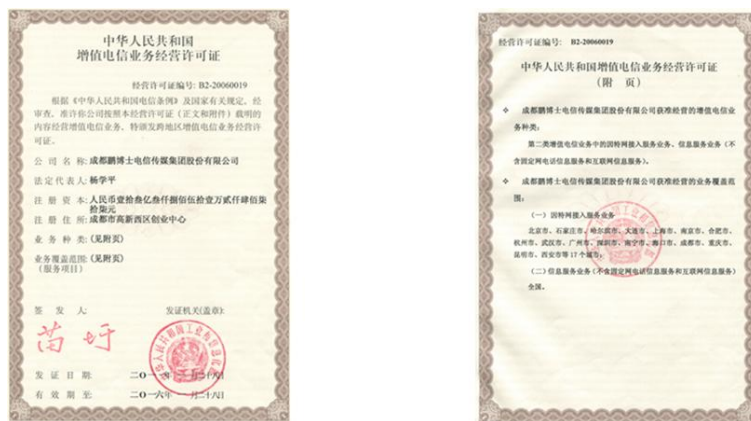 中华人民共和国
增值电信业务经营许可证
经营许可证编号: B2-20060019
根据《中华人民共和国电信条例》及国家有关规定, 经
审查, 准许你公司按照本经营许可证（正文和附件）载明的
内容经营增值电信业务。特颁发跨地区增值电信业务经营许
可证。
公司名称: 成都鹏博士电信传媒集团股份有限公司
法定代表人: 杨学平
注册资本: 人民币壹拾叁亿叁仟捌佰伍拾壹万贰仟肆佰柒
拾柒元
注册住所: 成都市高新西区创业中心
业务种类: (见附页)
业务覆盖范围: (见附页)
(服务项目)
签发人:
发证机关(盖章):
苗圩
发证日期:
有效期至: 二〇一六年一月二十八日
经营许可证编号: B2-20060019
中华人民共和国增值电信业务经营许可证
（附 页）
❖ 成都鹏博士电信传媒集团股份有限公司获准经营的增值电信业
务种类:
第二类增值电信业务中的因特网接入服务业务、信息服务业务（不
含固定网电话信息服务和互联网信息服务）。
❖ 成都鹏博士电信传媒集团股份有限公司获准经营的业务覆盖范
围:
（一）因特网接入服务业务
北京市、石家庄市、哈尔滨市、大连市、上海市、南京市、合肥市、
杭州市、武汉市、广州市、深圳市、南宁市、海口市、成都市、重庆市、
昆明市、西安市等 17 个城市;
（二）信息服务业务（不含固定网电话信息服务和互联网信息服务）
全国。